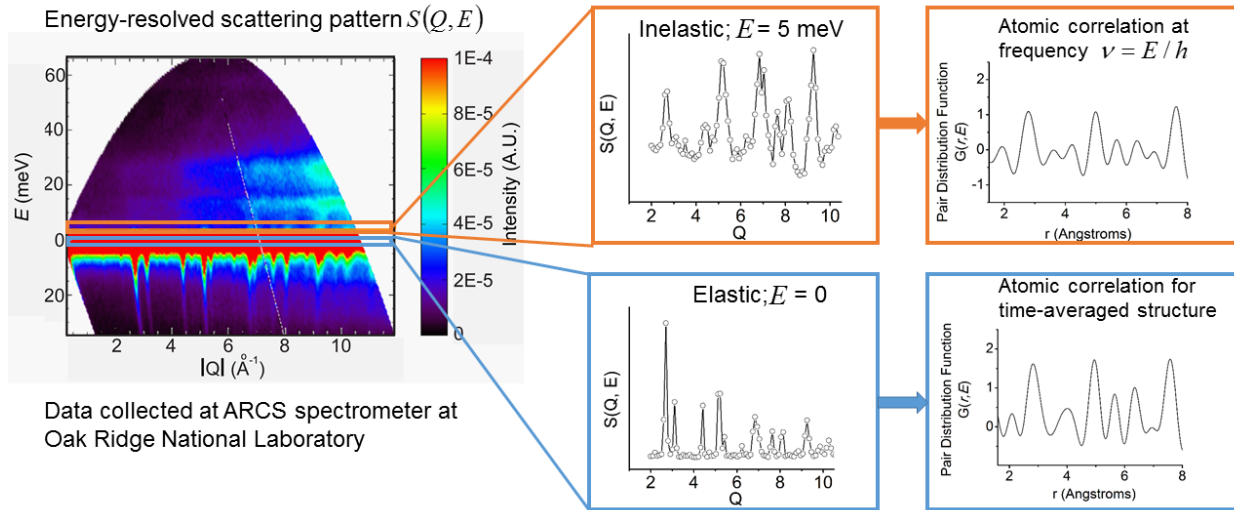 Energy-resolved scattering pattern S(Q, E)
1E-4
8E-5
6E-5
4E-5
2E-5
0
Intensity (A.U.)
60
40
20
0
20
E (meV)
2 4 6 8 10
|Q| (Å⁻¹)
Data collected at ARCS spectrometer at
Oak Ridge National Laboratory
Inelastic; E = 5 meV
S(Q, E)
0 2 4 6 8 10
Q
Atomic correlation at
frequency ν = E / h
Pair Distribution Function
G(r,E)
2
1
0
-1
2 4 6 8
r (Angstroms)
Elastic; E = 0
S(Q, E)
2 4 6 8 10
Q
Atomic correlation for
time-averaged structure
Pair Distribution Function
G(r,E)
2
1
0
2 4 6 8
r (Angstroms)